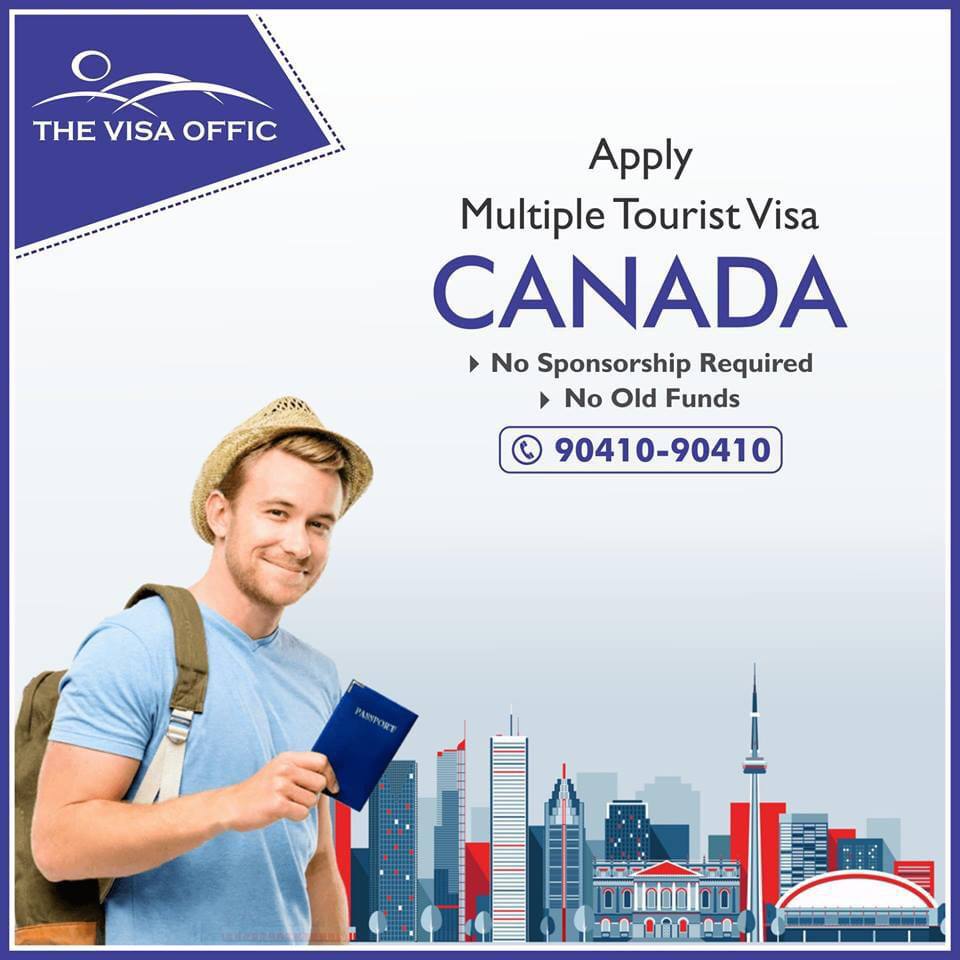 THE VISA OFFIC
Apply
Multiple Tourist Visa
CANADA
No Sponsorship Required
No Old Funds
90410-90410
PASSPORT